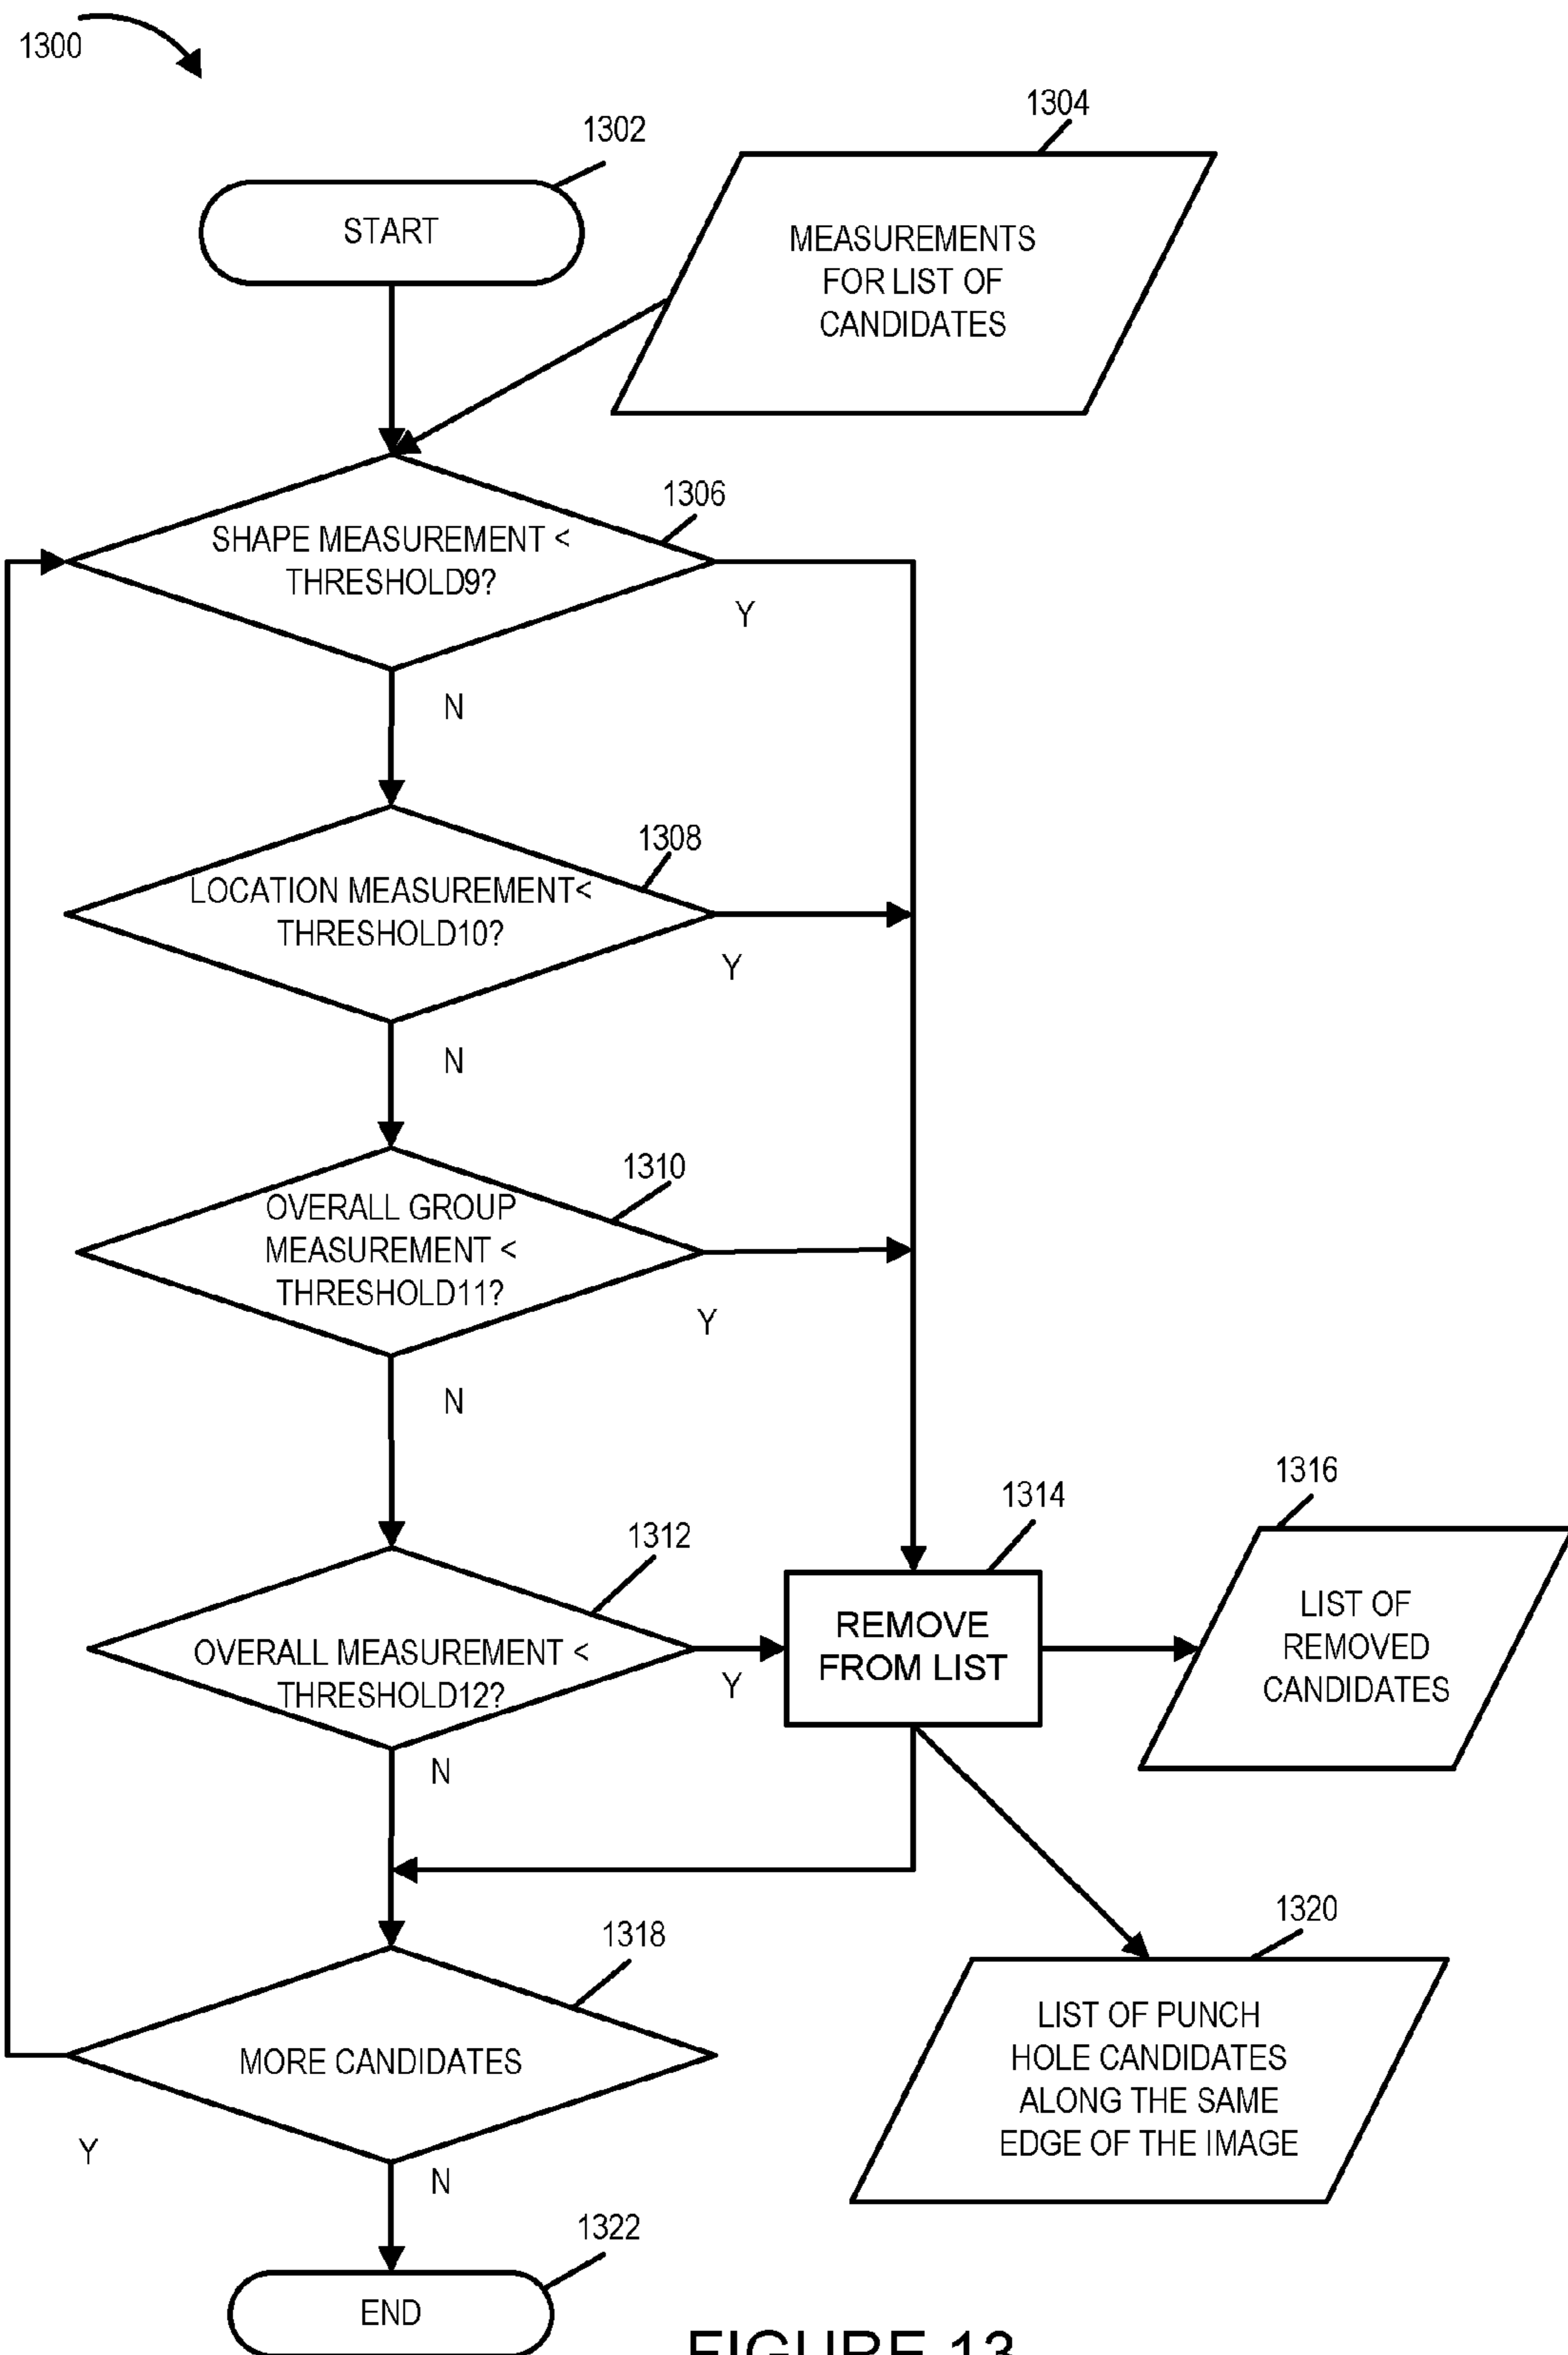 1300
1302
START
1304
MEASUREMENTS
FOR LIST OF
CANDIDATES
1306
SHAPE MEASUREMENT <
THRESHOLD9?
Y
N
1308
LOCATION MEASUREMENT<
THRESHOLD10?
Y
N
1310
OVERALL GROUP
MEASUREMENT <
THRESHOLD11?
Y
N
1312
OVERALL MEASUREMENT <
THRESHOLD12?
Y
N
1314
REMOVE
FROM LIST
1316
LIST OF
REMOVED
CANDIDATES
1318
MORE CANDIDATES
Y
N
1320
LIST OF PUNCH
HOLE CANDIDATES
ALONG THE SAME
EDGE OF THE IMAGE
1322
END
FIGURE 13